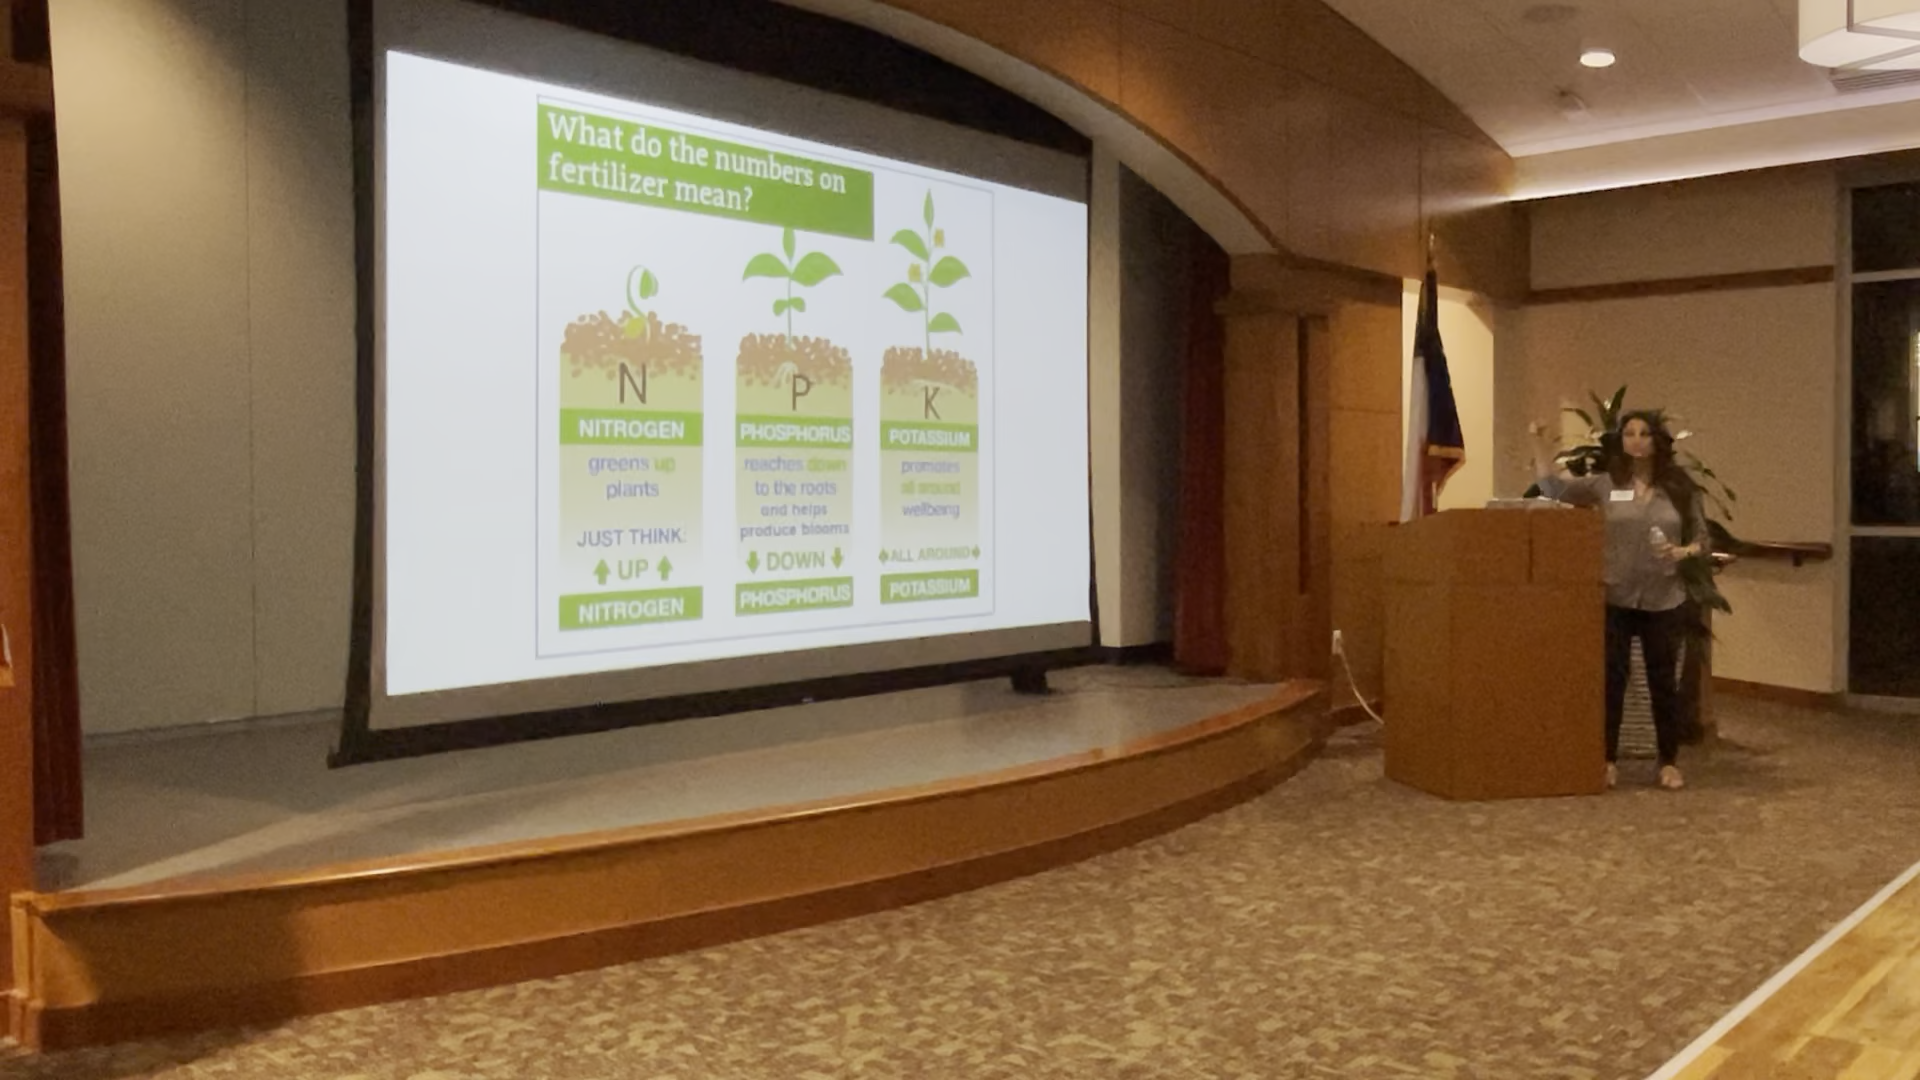 What do the numbers on
fertilizer mean?
N
NITROGEN
greens up
plants
JUST THINK:
UP
NITROGEN
P
PHOSPHORUS
reaches down
to the roots
and helps
produce blooms
DOWN
PHOSPHORUS
K
POTASSIUM
promotes
all around
wellbeing
ALL AROUND
POTASSIUM